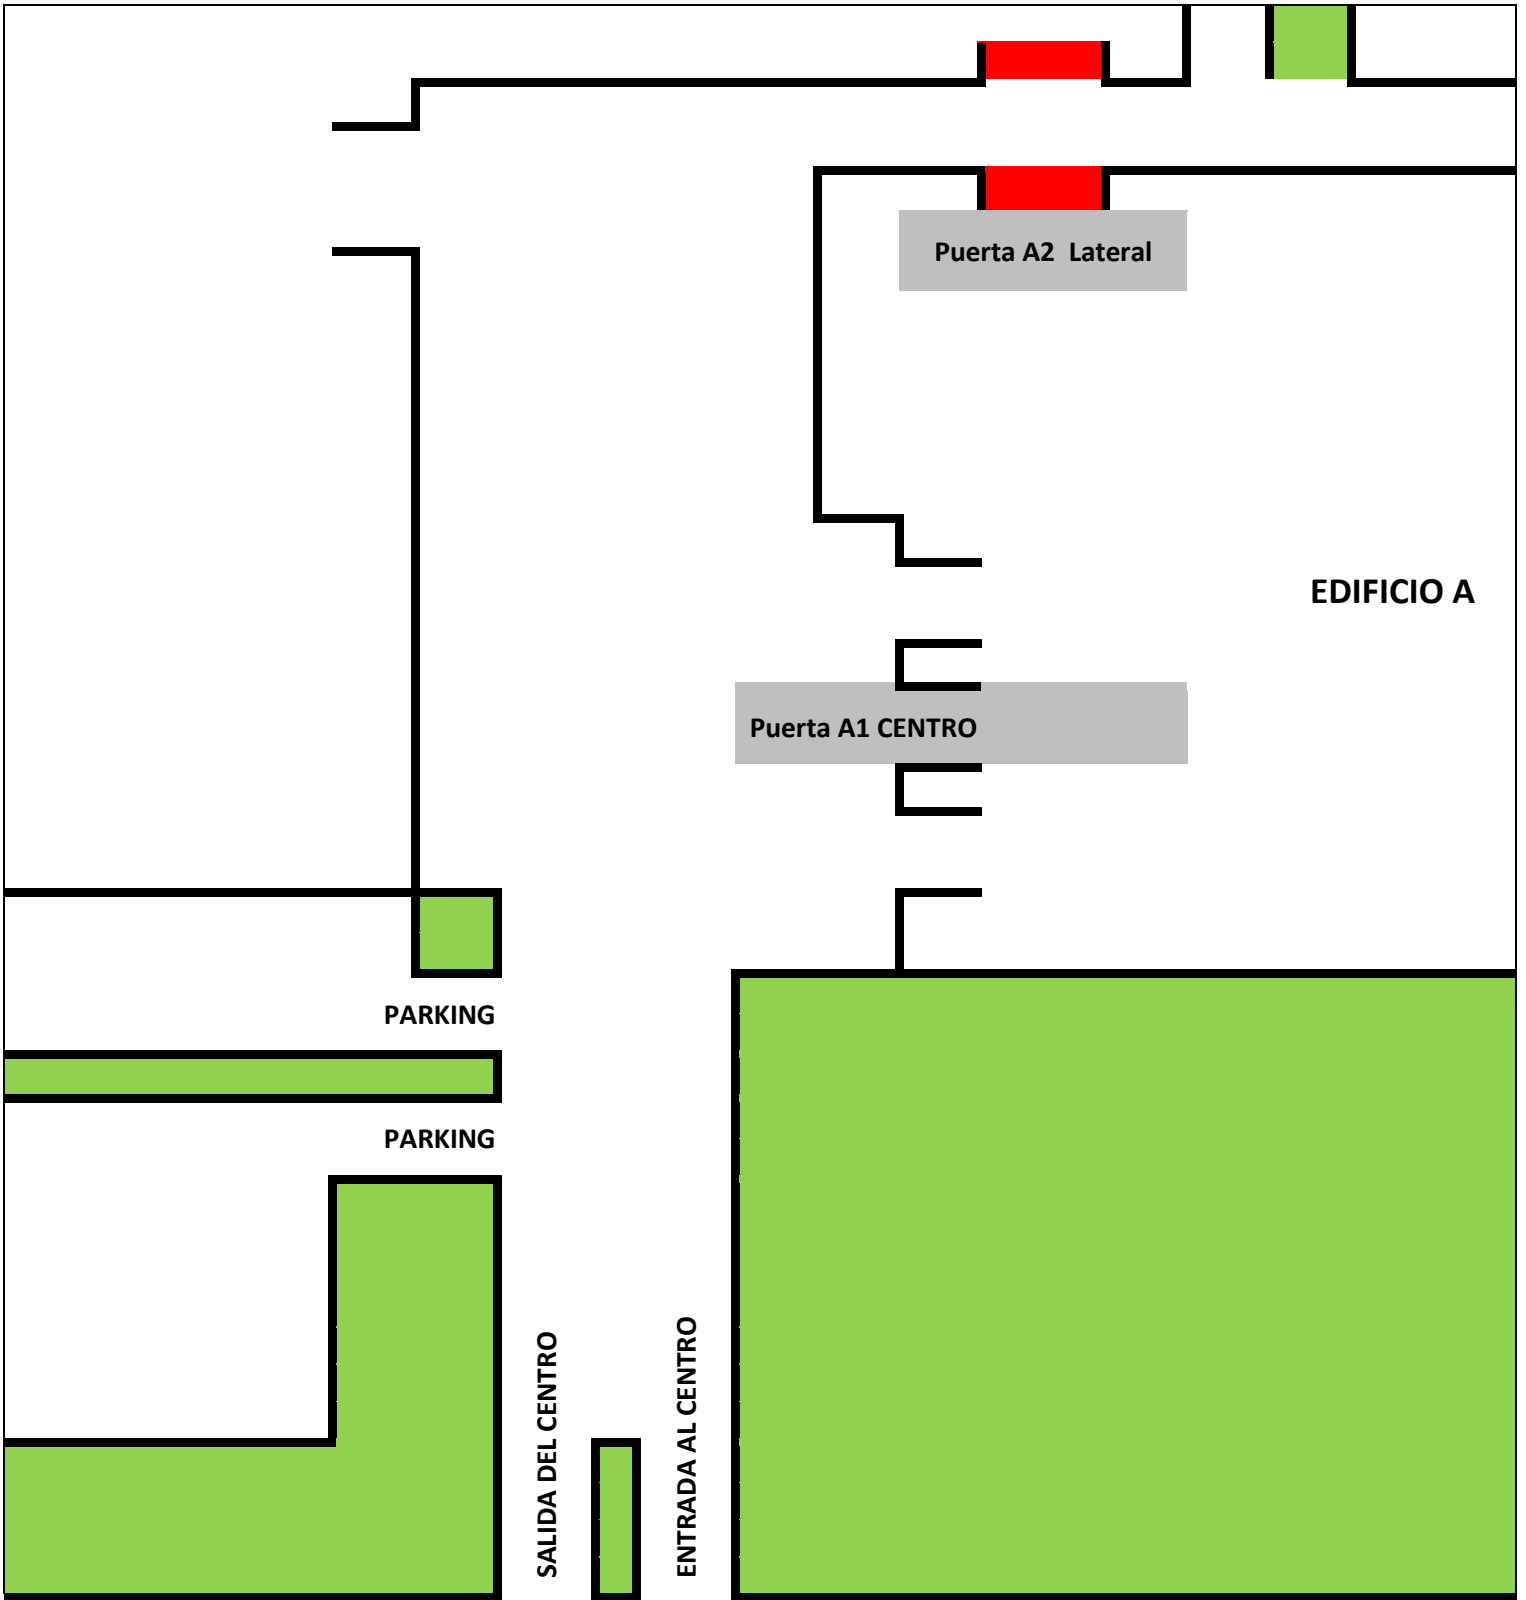 Puerta A2  Lateral
EDIFICIO A
Puerta A1 CENTRO
PARKING
PARKING
SALIDA DEL CENTRO
ENTRADA AL CENTRO